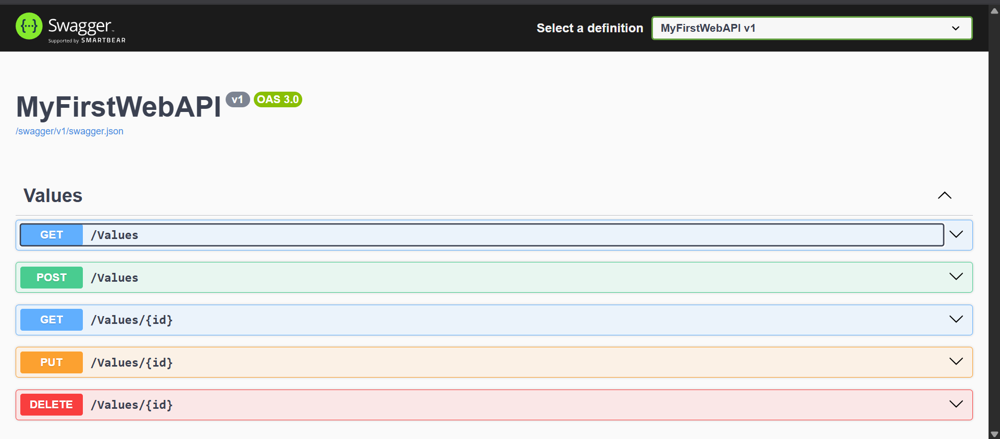 {···} Swagger™
Supported by SMARTBEAR
Select a definition
MyFirstWebAPI v1
MyFirstWebAPI v1 OAS 3.0
/swagger/v1/swagger.json
Values
GET /Values
POST /Values
GET /Values/{id}
PUT /Values/{id}
DELETE /Values/{id}